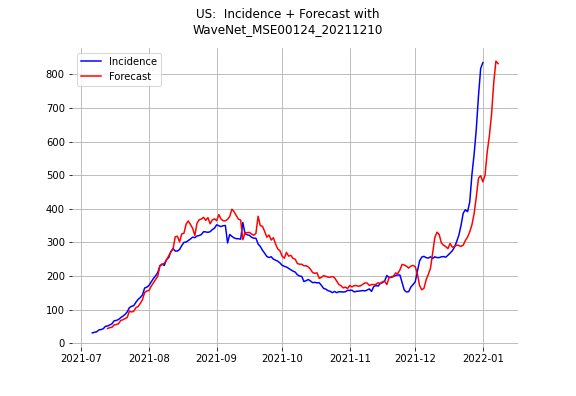 US:  Incidence + Forecast with
WaveNet_MSE00124_20211210
Incidence
Forecast
800
700
600
500
400
300
200
100
0
2021-07 2021-08 2021-09 2021-10 2021-11 2021-12 2022-01